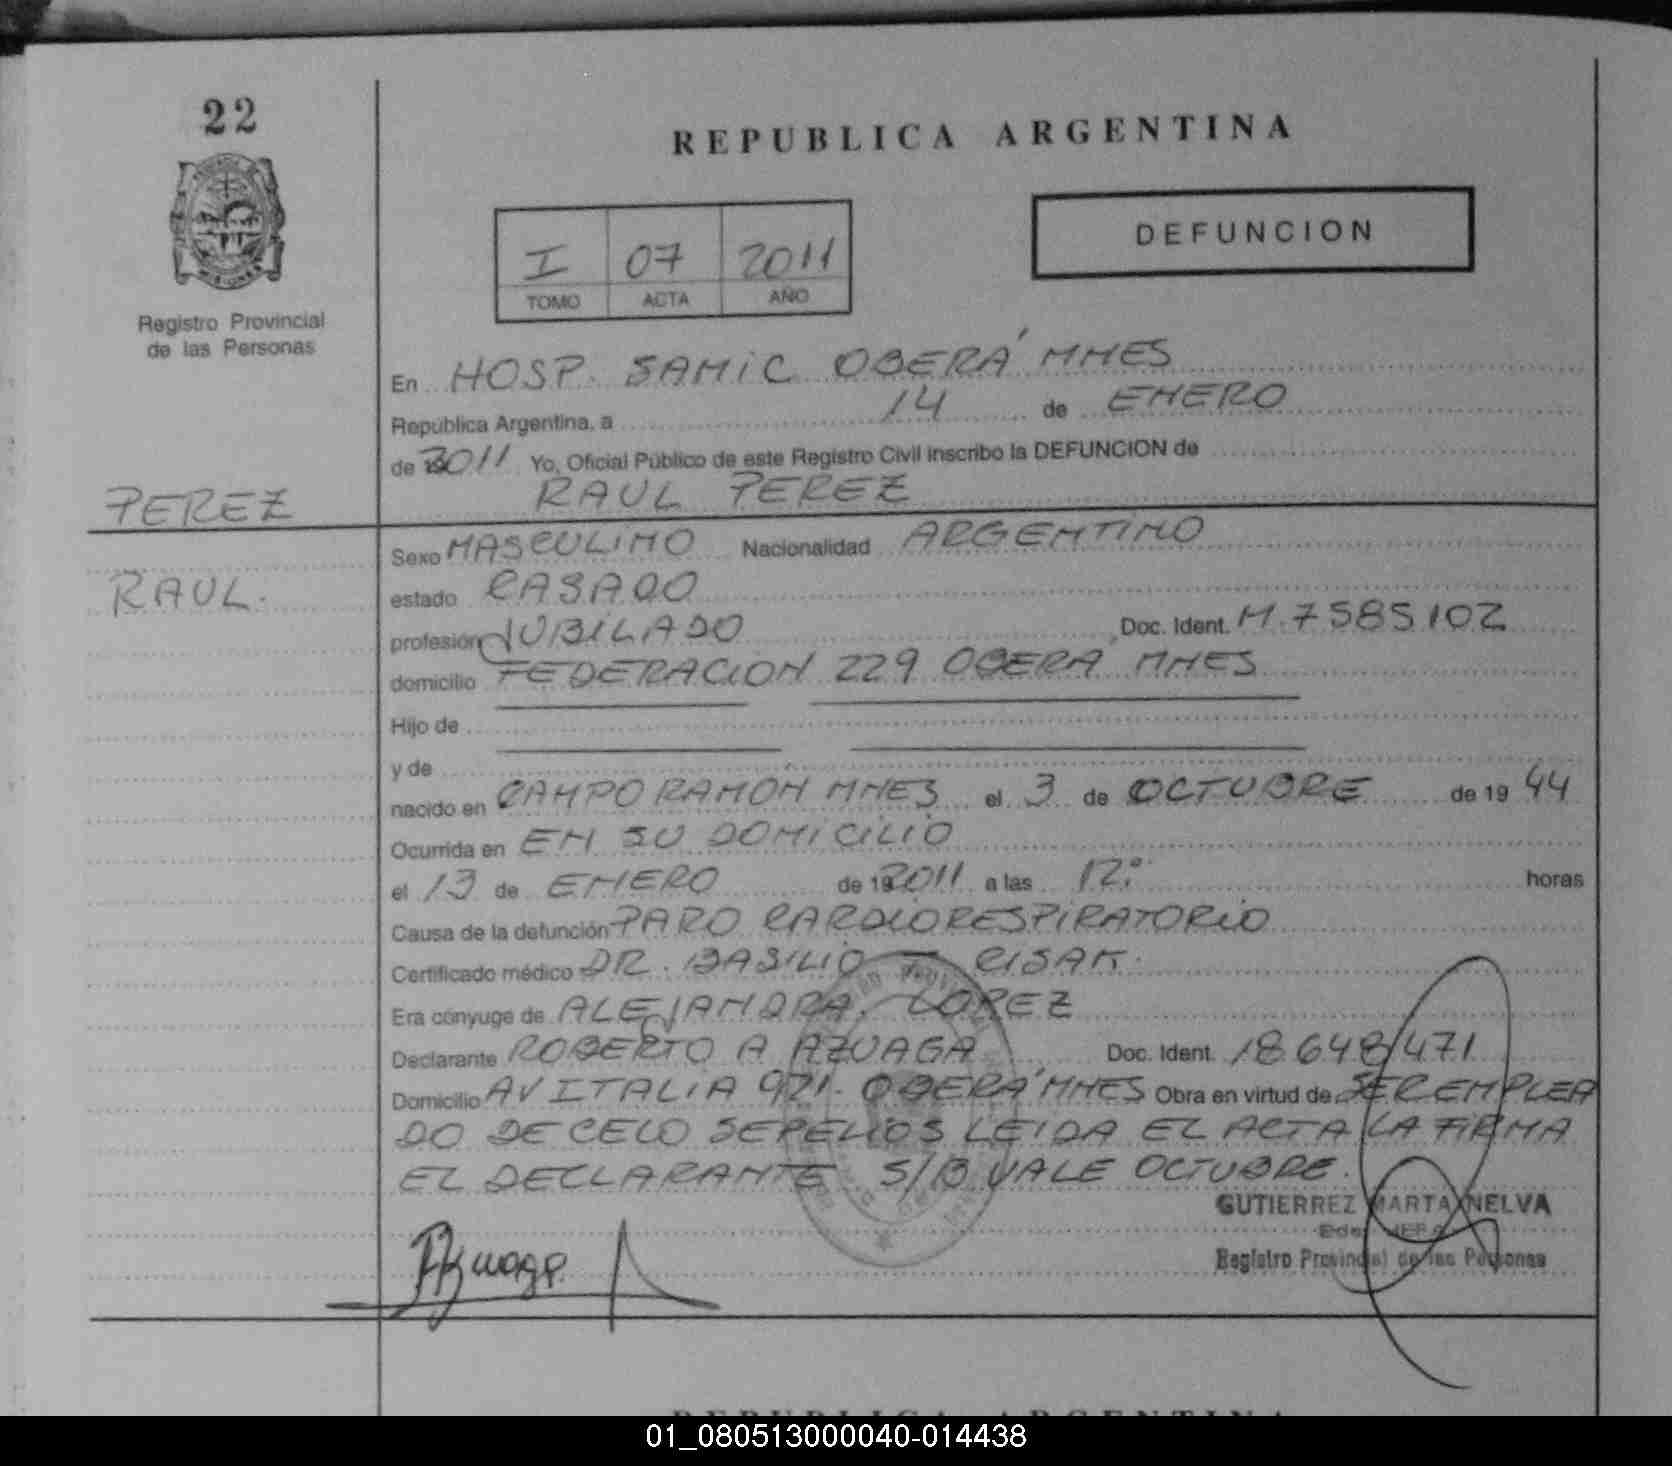 22
REPUBLICA ARGENTINA
I 07 2011
TOMO ACTA AÑO
DEFUNCION
MISIONES
Registro Provincial
de las Personas
En HOSP. SAMIC OBERÁ MNES
República Argentina, a 14 de ENERO
de 2011 Yo, Oficial Público de este Registro Civil inscribo la DEFUNCION de
RAUL PEREZ
PEREZ
RAUL.
Sexo MASCULINO Nacionalidad ARGENTINO
estado CASADO
profesión JUBILADO Doc. Ident. M.7585102
domicilio FEDERACION 229 OBERÁ MNES
Hijo de
y de
nacido en CAMPO RAMON MNES el 3 de OCTUBRE de 19 44
Ocurrida en EN SU DOMICILIO
el 13 de ENERO de 2011 a las 12: horas
Causa de la defunción PARO CARDIORESPIRATORIO
Certificado médico DR. BASILIO RISAK.
Era cónyuge de ALEJANDRA LOPEZ
Declarante ROBERTO A AZUAGA Doc. Ident. 18648471
Domicilio AV ITALIA 921. OBERÁ MNES Obra en virtud de SER EMPLEA
DO DE CELO SEPELIOS LEIDA EL ACTA LA FIRMA
EL DECLARANTE S/B VALE OCTUBRE.
GUTIERREZ MARTA NELVA
Registro Provincial de las Personas
REPUBLICA ARGENTINA
01_080513000040-014438